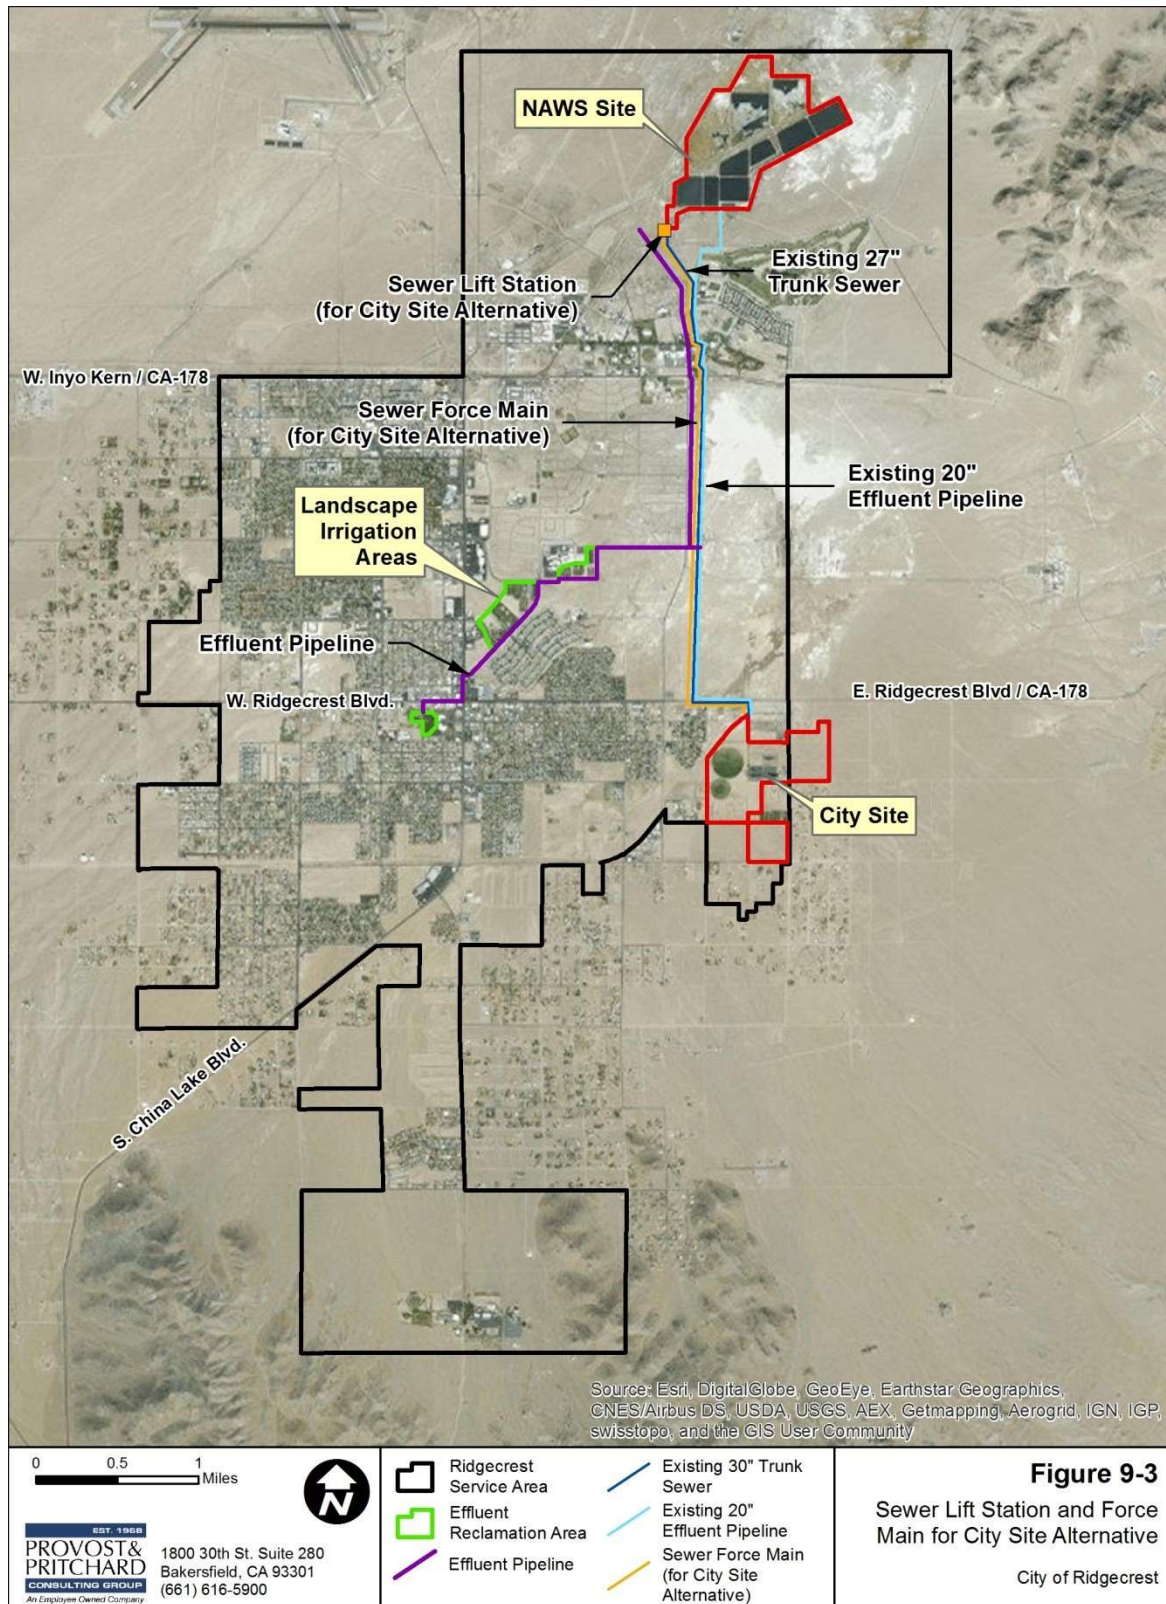 NAWS Site
Existing 27"
Trunk Sewer
Sewer Lift Station
(for City Site Alternative)
W. Inyo Kern / CA-178
Sewer Force Main
(for City Site Alternative)
Existing 20"
Effluent Pipeline
Landscape
Irrigation
Areas
Effluent Pipeline
W. Ridgecrest Blvd.
E. Ridgecrest Blvd / CA-178
City Site
S. China Lake Blvd.
Source: Esri, DigitalGlobe, GeoEye, Earthstar Geographics,
CNES/Airbus DS, USDA, USGS, AEX, Getmapping, Aerogrid, IGN, IGP,
swisstopo, and the GIS User Community
0 0.5 1
Miles
N
EST. 1968
PROVOST&
PRITCHARD
CONSULTING GROUP
An Employee Owned Company
1800 30th St. Suite 280
Bakersfield, CA 93301
(661) 616-5900
Ridgecrest
Service Area
Effluent
Reclamation Area
Effluent Pipeline
Existing 30" Trunk
Sewer
Existing 20"
Effluent Pipeline
Sewer Force Main
(for City Site
Alternative)
Figure 9-3
Sewer Lift Station and Force
Main for City Site Alternative
City of Ridgecrest